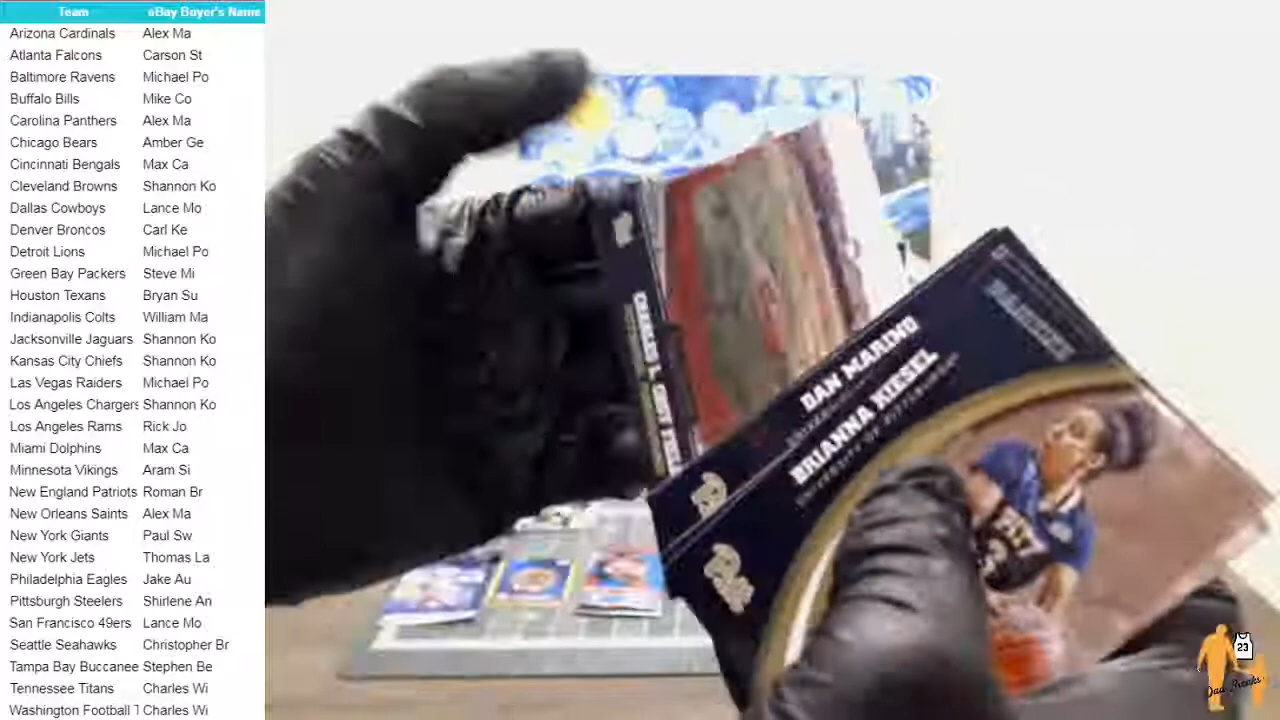 Team eBay Buyer's Name
Arizona Cardinals Alex Ma
Atlanta Falcons Carson St
Baltimore Ravens Michael Po
Buffalo Bills Mike Co
Carolina Panthers Alex Ma
Chicago Bears Amber Ge
Cincinnati Bengals Max Ca
Cleveland Browns Shannon Ko
Dallas Cowboys Lance Mo
Denver Broncos Carl Ke
Detroit Lions Michael Po
Green Bay Packers Steve Mi
Houston Texans Bryan Su
Indianapolis Colts William Ma
Jacksonville Jaguars Shannon Ko
Kansas City Chiefs Shannon Ko
Las Vegas Raiders Michael Po
Los Angeles Chargers Shannon Ko
Los Angeles Rams Rick Jo
Miami Dolphins Max Ca
Minnesota Vikings Aram Si
New England Patriots Roman Br
New Orleans Saints Alex Ma
New York Giants Paul Sw
New York Jets Thomas La
Philadelphia Eagles Jake Au
Pittsburgh Steelers Shirlene An
San Francisco 49ers Lance Mo
Seattle Seahawks Christopher Br
Tampa Bay Buccanee Stephen Be
Tennessee Titans Charles Wi
Washington Football T Charles Wi
DAN MARINO
BRIANNA KIESEL
UNIVERSITY OF PITTSBURGH
PANTHERS
PITT
23
Dad Breaks